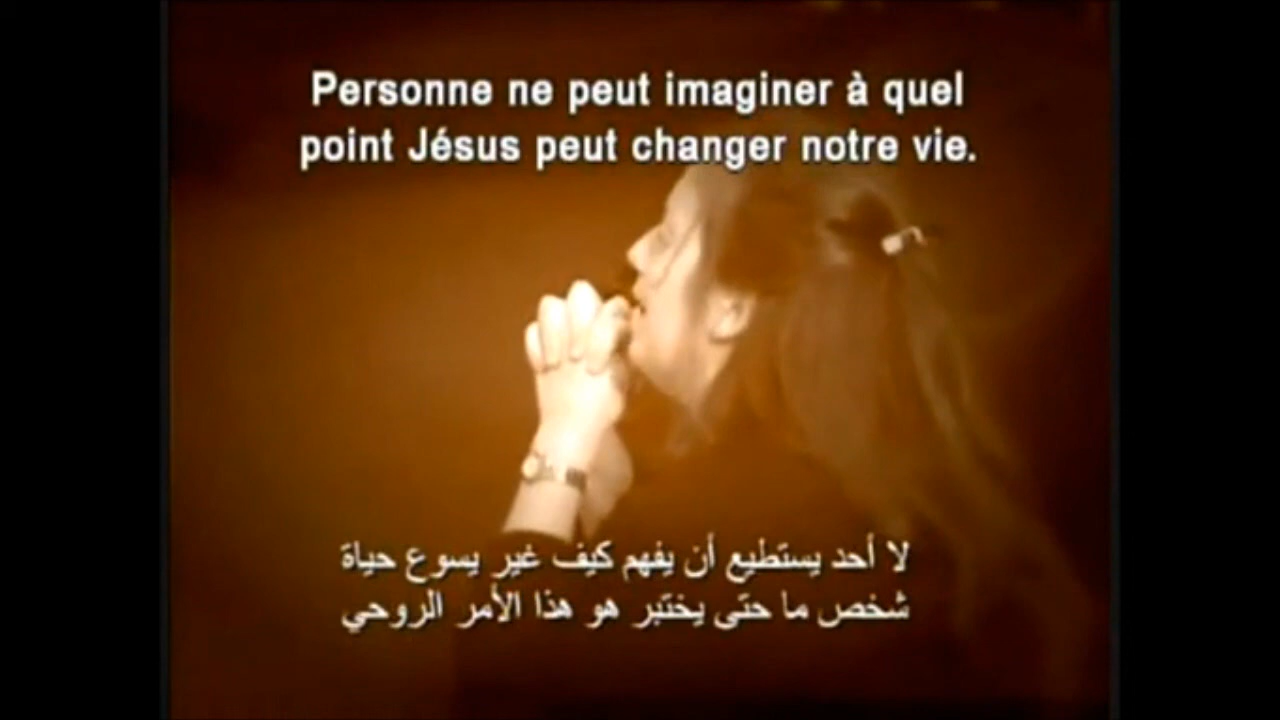 Personne ne peut imaginer à quel
point Jésus peut changer notre vie.
لا أحد يستطيع أن يفهم كيف غير يسوع حياة
شخص ما حتى يختبر هو هذا الأمر الروحي